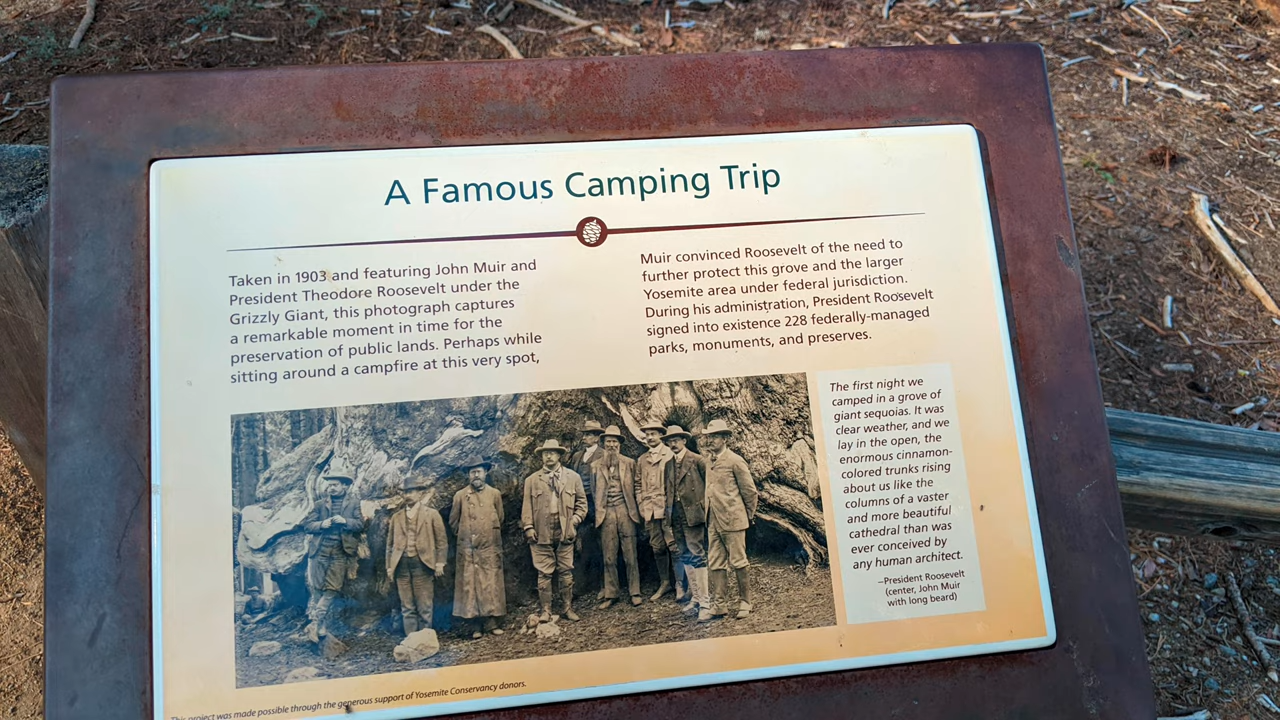 A Famous Camping Trip
Taken in 1903 and featuring John Muir and
President Theodore Roosevelt under the
Grizzly Giant, this photograph captures
a remarkable moment in time for the
preservation of public lands. Perhaps while
sitting around a campfire at this very spot,
Muir convinced Roosevelt of the need to
further protect this grove and the larger
Yosemite area under federal jurisdiction.
During his administration, President Roosevelt
signed into existence 228 federally-managed
parks, monuments, and preserves.
The first night we
camped in a grove of
giant sequoias. It was
clear weather, and we
lay in the open, the
enormous cinnamon-
colored trunks rising
about us like the
columns of a vaster
and more beautiful
cathedral than was
ever conceived by
any human architect.
–President Roosevelt
(center, John Muir
with long beard)
This project was made possible through the generous support of Yosemite Conservancy donors.